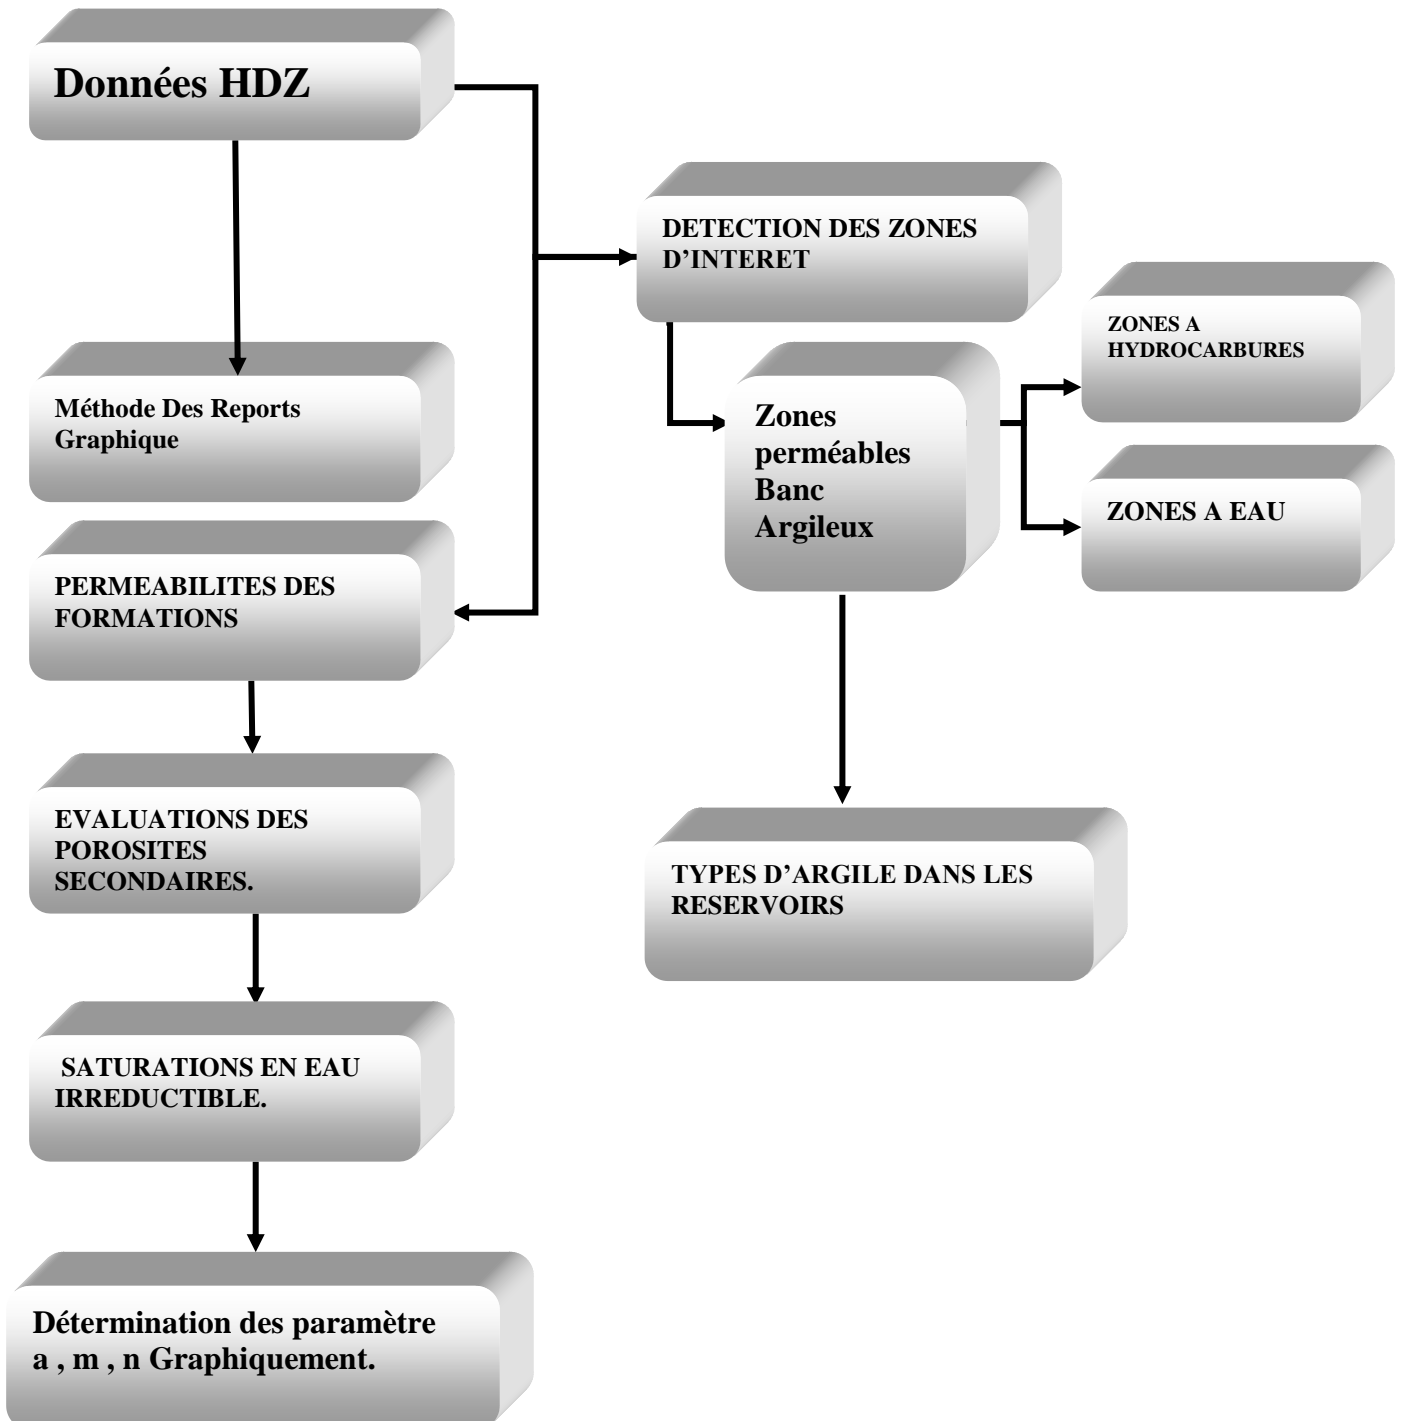 Données HDZ
DETECTION DES ZONES
D’INTERET
ZONES A
HYDROCARBURES
Méthode Des Reports
Graphique
Zones
perméables
Banc
Argileux
ZONES A EAU
PERMEABILITES DES
FORMATIONS
EVALUATIONS DES
POROSITES
SECONDAIRES.
TYPES D’ARGILE DANS LES
RESERVOIRS
SATURATIONS EN EAU
IRREDUCTIBLE.
Détermination des paramètre
a , m , n Graphiquement.